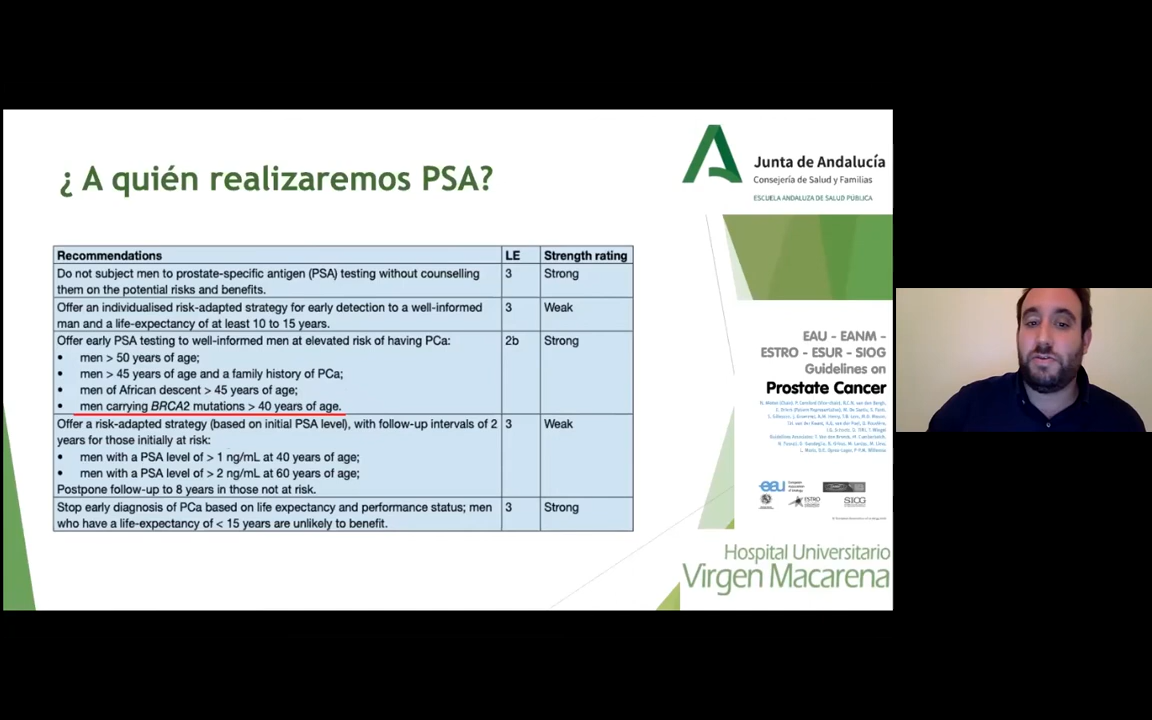 ¿ A quién realizaremos PSA?
Junta de Andalucía
Consejería de Salud y Familias
ESCUELA ANDALUZA DE SALUD PÚBLICA
Recommendations LE Strength rating
Do not subject men to prostate-specific antigen (PSA) testing without counselling 3 Strong
them on the potential risks and benefits.
Offer an individualised risk-adapted strategy for early detection to a well-informed 3 Weak
man and a life-expectancy of at least 10 to 15 years.
Offer early PSA testing to well-informed men at elevated risk of having PCa: 2b Strong
• men > 50 years of age;
• men > 45 years of age and a family history of PCa;
• men of African descent > 45 years of age;
• men carrying BRCA2 mutations > 40 years of age.
Offer a risk-adapted strategy (based on initial PSA level), with follow-up intervals of 2 3 Weak
years for those initially at risk:
• men with a PSA level of > 1 ng/mL at 40 years of age;
• men with a PSA level of > 2 ng/mL at 60 years of age;
Postpone follow-up to 8 years in those not at risk.
Stop early diagnosis of PCa based on life expectancy and performance status; men 3 Strong
who have a life-expectancy of < 15 years are unlikely to benefit.
EAU - EANM -
ESTRO - ESUR - SIOG
Guidelines on
Prostate Cancer
eau
ESTRO
SIOG
Hospital Universitario
Virgen Macarena